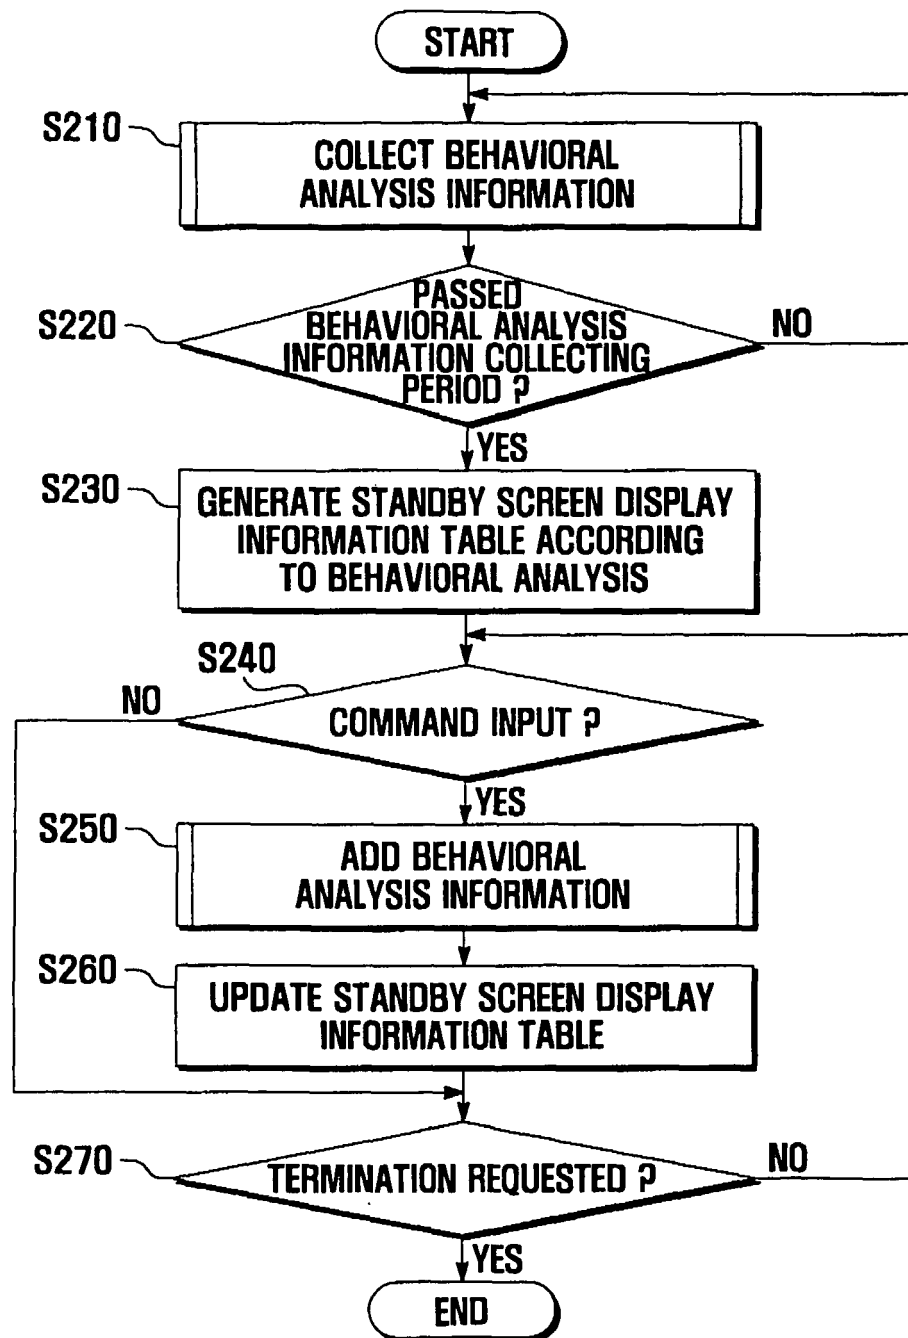 START
S210
COLLECT BEHAVIORAL
ANALYSIS INFORMATION
S220
PASSED
BEHAVIORAL ANALYSIS
INFORMATION COLLECTING
PERIOD ?
NO
YES
S230
GENERATE STANDBY SCREEN DISPLAY
INFORMATION TABLE ACCORDING
TO BEHAVIORAL ANALYSIS
S240
NO
COMMAND INPUT ?
YES
S250
ADD BEHAVIORAL
ANALYSIS INFORMATION
S260
UPDATE STANDBY SCREEN DISPLAY
INFORMATION TABLE
S270
TERMINATION REQUESTED ?
NO
YES
END